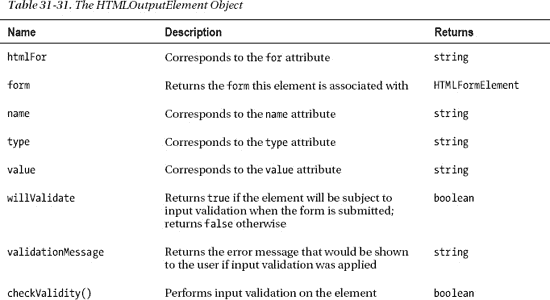 Table 31-31. The HTMLOutputElement Object
Name Description Returns
htmlFor Corresponds to the for attribute string
form Returns the form this element is associated with HTMLFormElement
name Corresponds to the name attribute string
type Corresponds to the type attribute string
value Corresponds to the value attribute string
willValidate Returns true if the element will be subject to boolean
input validation when the form is submitted;
returns false otherwise
validationMessage Returns the error message that would be shown string
to the user if input validation was applied
checkValidity() Performs input validation on the element boolean